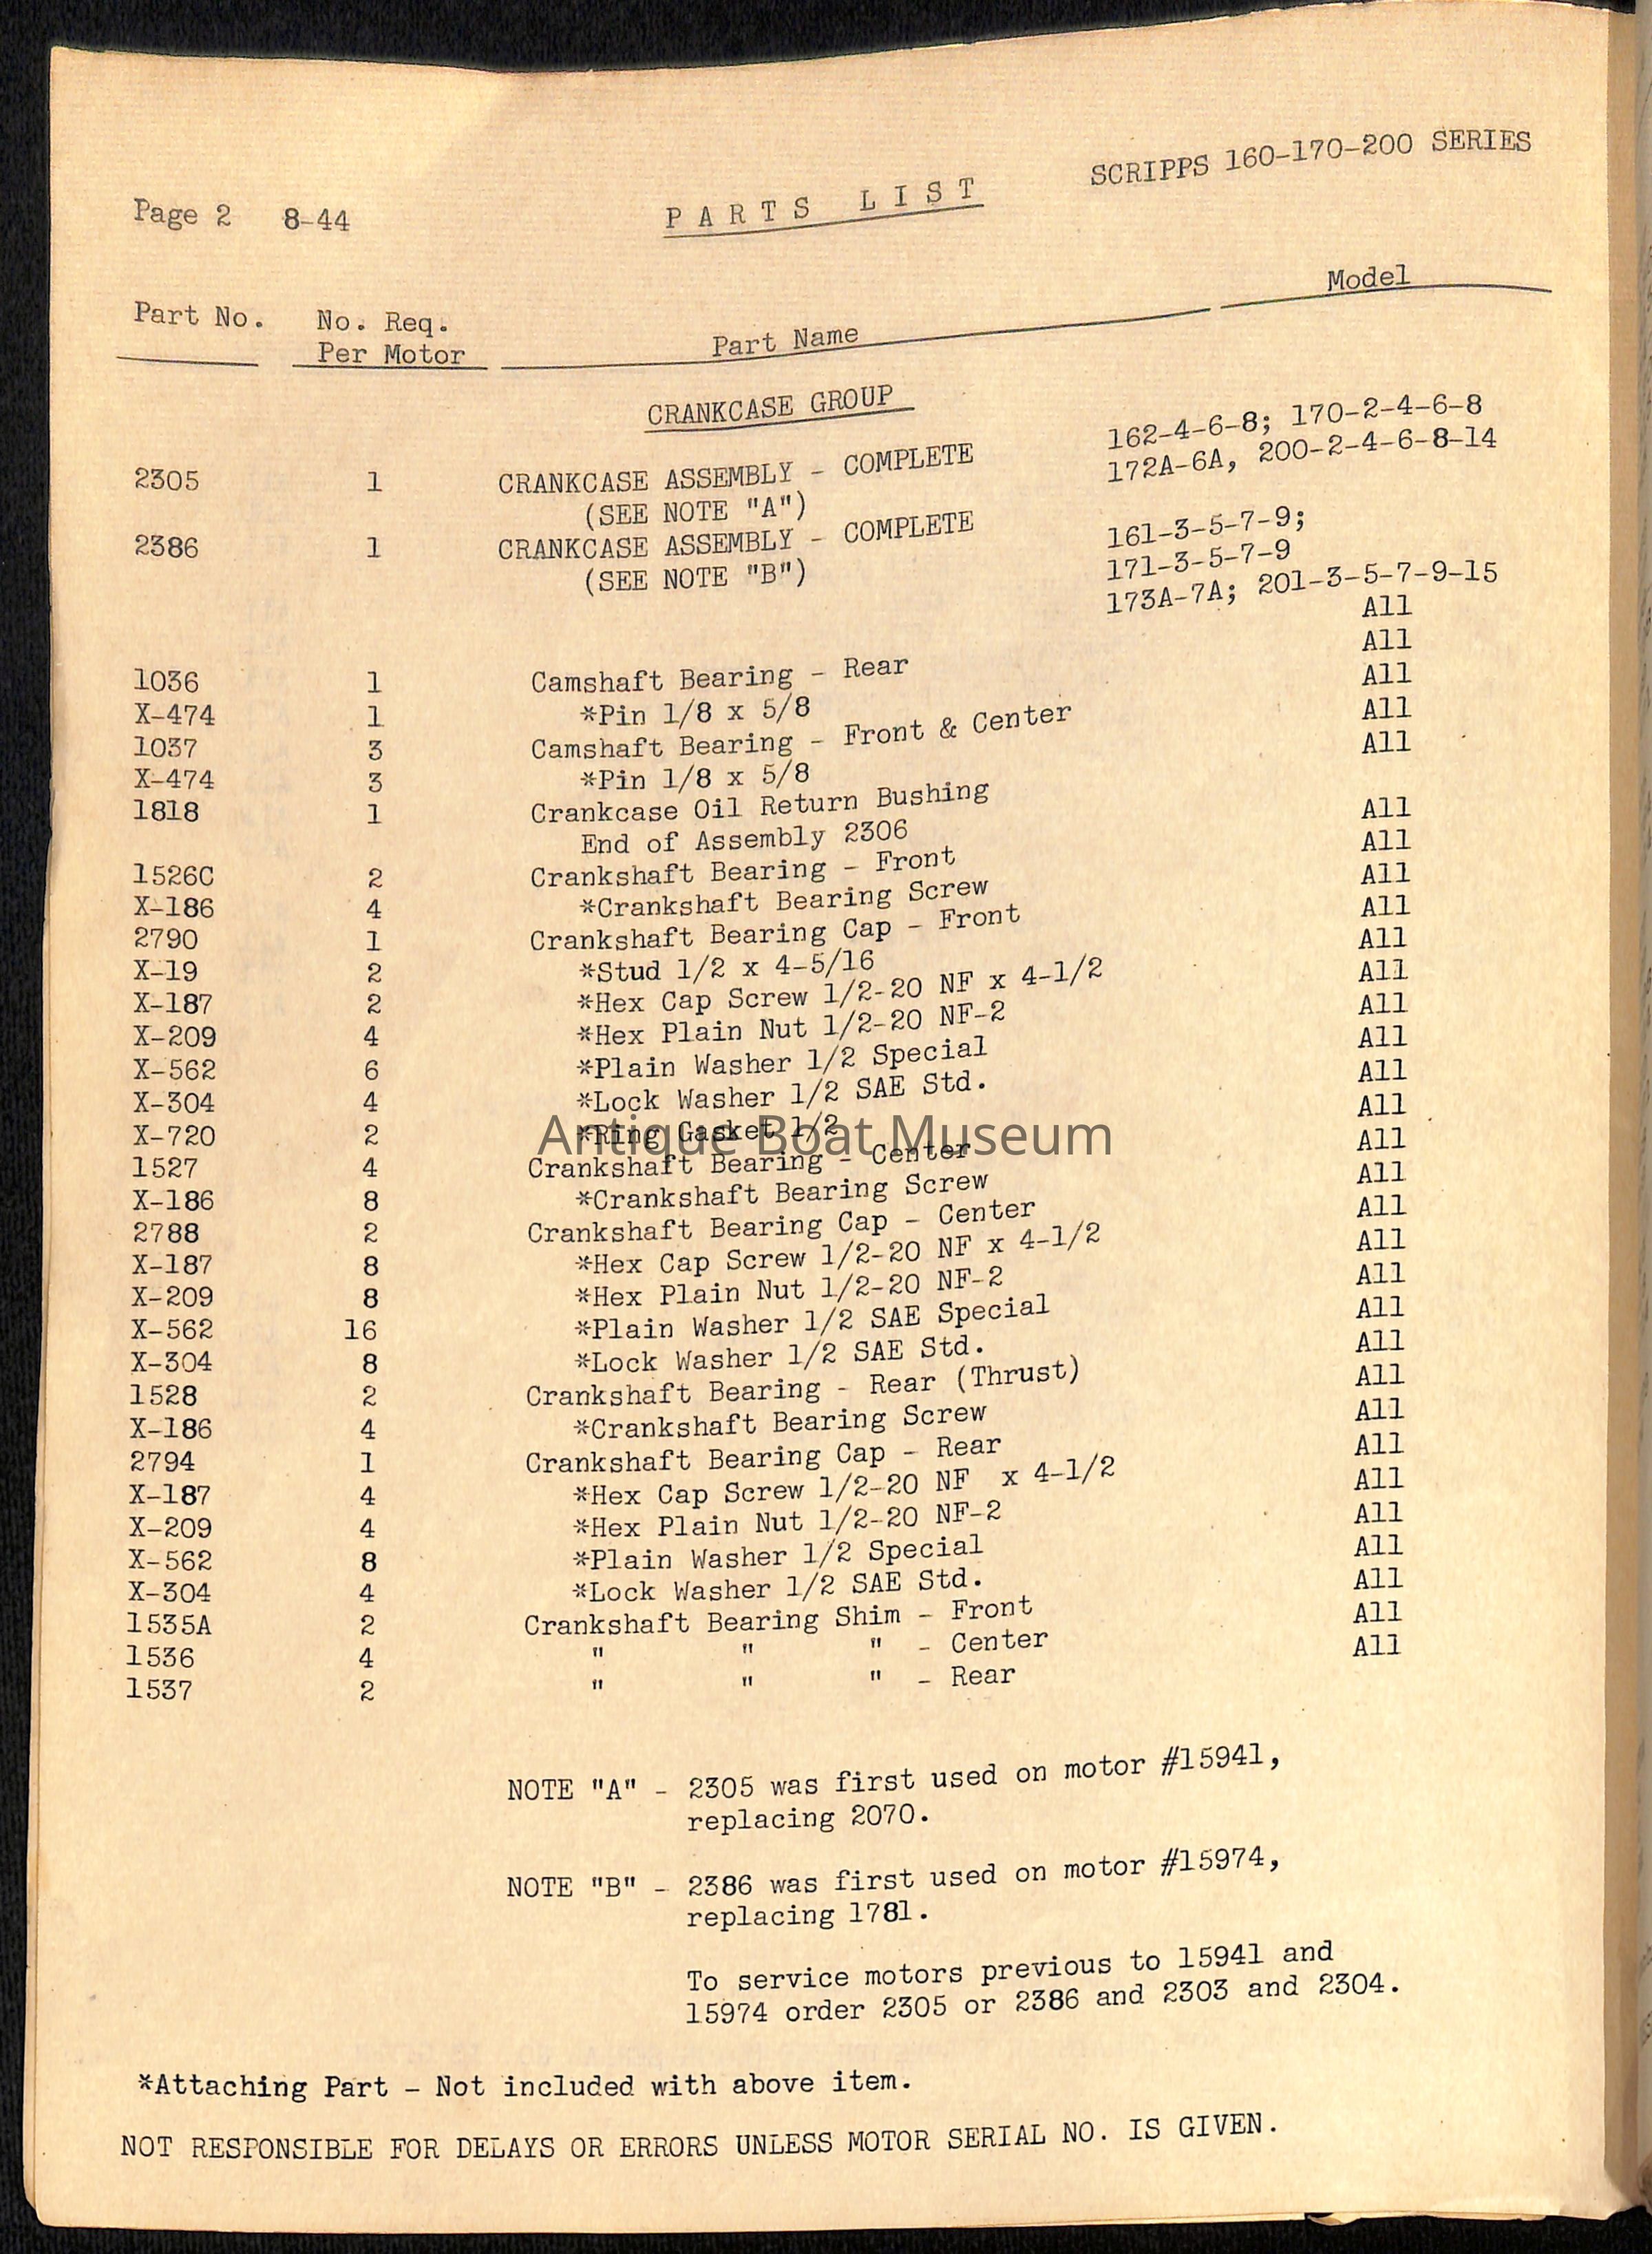 SCRIPPS 160-170-200 SERIES
Page 2 8-44 PARTS LIST
Model
Part No. No. Req. Per Motor Part Name
CRANKCASE GROUP
2305 1 CRANKCASE ASSEMBLY - COMPLETE 162-4-6-8; 170-2-4-6-8
(SEE NOTE "A") 172A-6A, 200-2-4-6-8-14
2386 1 CRANKCASE ASSEMBLY - COMPLETE 161-3-5-7-9;
(SEE NOTE "B") 171-3-5-7-9
173A-7A; 201-3-5-7-9-15
1036 1 Camshaft Bearing - Rear All
X-474 1 *Pin 1/8 x 5/8 All
1037 3 Camshaft Bearing - Front & Center All
X-474 3 *Pin 1/8 x 5/8 All
1818 1 Crankcase Oil Return Bushing All
End of Assembly 2306
1526C 2 Crankshaft Bearing - Front All
X-186 4 *Crankshaft Bearing Screw All
2790 1 Crankshaft Bearing Cap - Front All
X-19 2 *Stud 1/2 x 4-5/16 All
X-187 2 *Hex Cap Screw 1/2-20 NF x 4-1/2 All
X-209 4 *Hex Plain Nut 1/2-20 NF-2 All
X-562 6 *Plain Washer 1/2 Special All
X-304 4 *Lock Washer 1/2 SAE Std. All
X-720 2 *Ring Gasket 1/2 All
Antique Boat Museum
1527 4 Crankshaft Bearing - Center All
X-186 8 *Crankshaft Bearing Screw All
2788 2 Crankshaft Bearing Cap - Center All
X-187 8 *Hex Cap Screw 1/2-20 NF x 4-1/2 All
X-209 8 *Hex Plain Nut 1/2-20 NF-2 All
X-562 16 *Plain Washer 1/2 SAE Special All
X-304 8 *Lock Washer 1/2 SAE Std. All
1528 2 Crankshaft Bearing - Rear (Thrust) All
X-186 4 *Crankshaft Bearing Screw All
2794 1 Crankshaft Bearing Cap - Rear All
X-187 4 *Hex Cap Screw 1/2-20 NF x 4-1/2 All
X-209 4 *Hex Plain Nut 1/2-20 NF-2 All
X-562 8 *Plain Washer 1/2 Special All
X-304 4 *Lock Washer 1/2 SAE Std. All
1535A 2 Crankshaft Bearing Shim - Front All
1536 4 " " " - Center All
1537 2 " " " - Rear All
NOTE "A" - 2305 was first used on motor #15941,
replacing 2070.
NOTE "B" - 2386 was first used on motor #15974,
replacing 1781.
To service motors previous to 15941 and
15974 order 2305 or 2386 and 2303 and 2304.
*Attaching Part - Not included with above item.
NOT RESPONSIBLE FOR DELAYS OR ERRORS UNLESS MOTOR SERIAL NO. IS GIVEN.